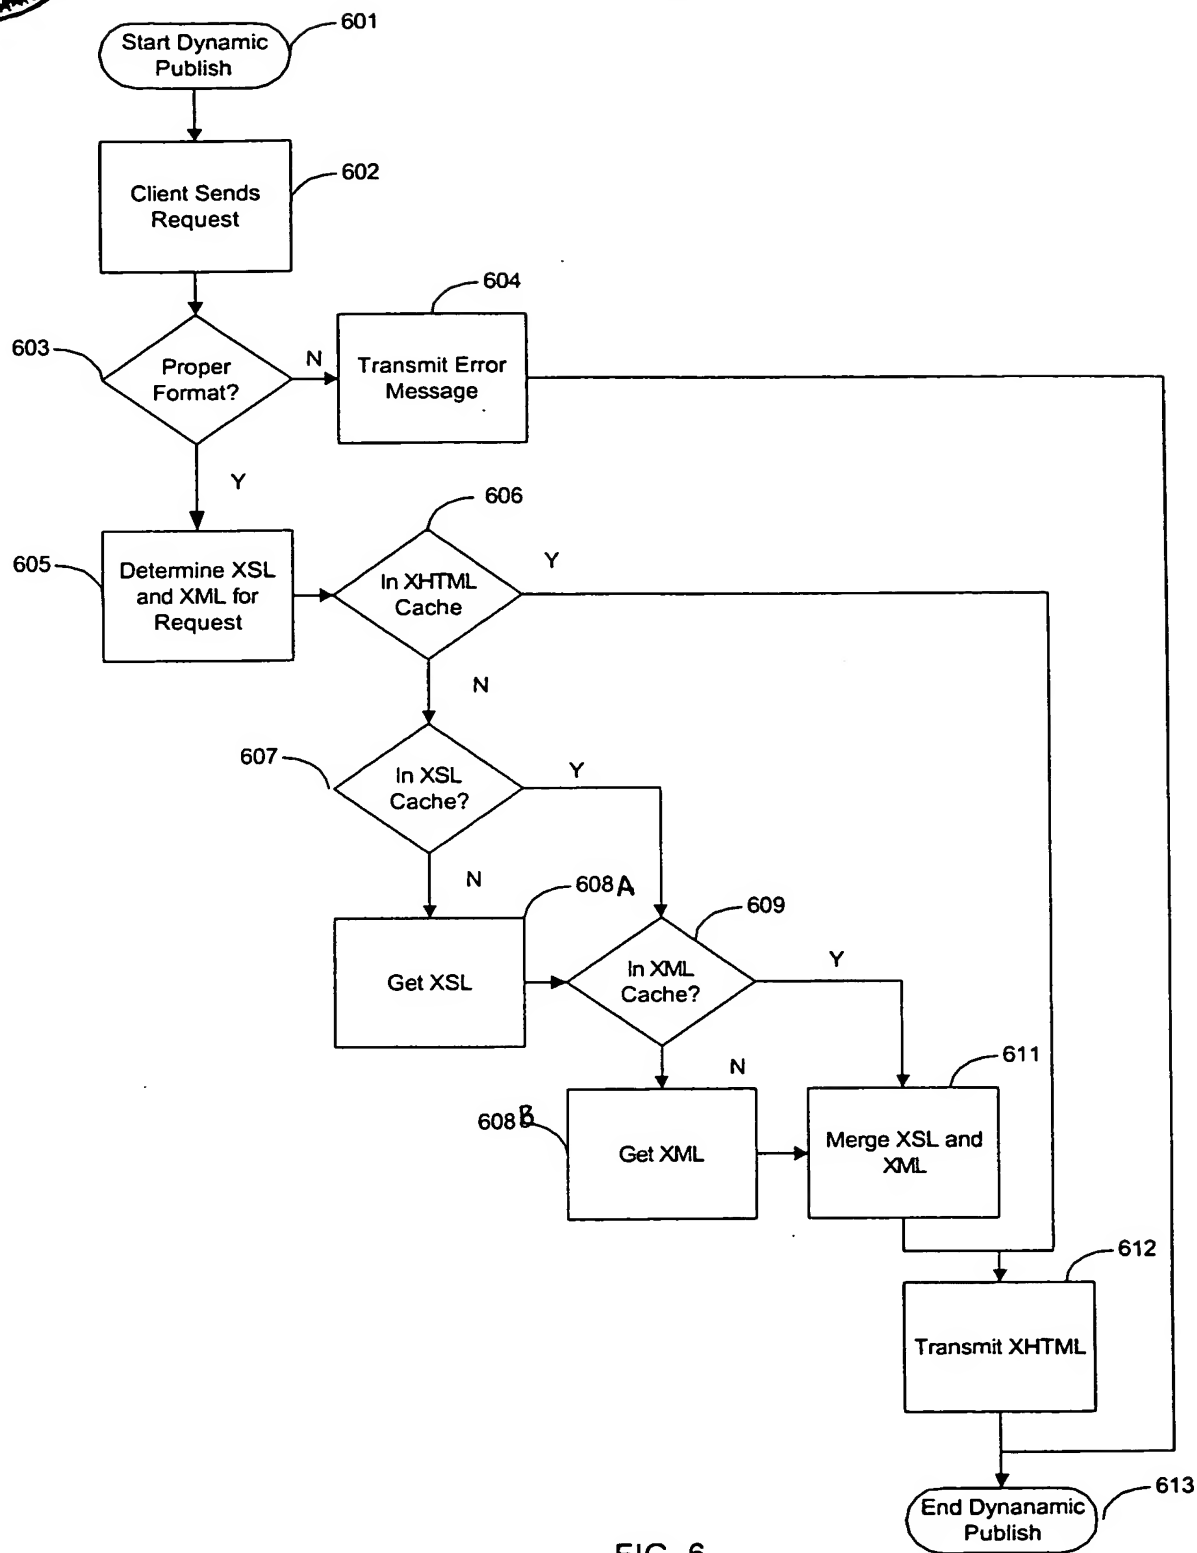 601
Start Dynamic
Publish
602
Client Sends
Request
604
603
Proper
Format?
N
Transmit Error
Message
Y
606
605
Determine XSL
and XML for
Request
In XHTML
Cache
Y
N
607
In XSL
Cache?
Y
N
608A
609
Get XSL
In XML
Cache?
Y
N
611
608B
Get XML
Merge XSL and
XML
612
Transmit XHTML
613
End Dynanamic
Publish
FIG. 6